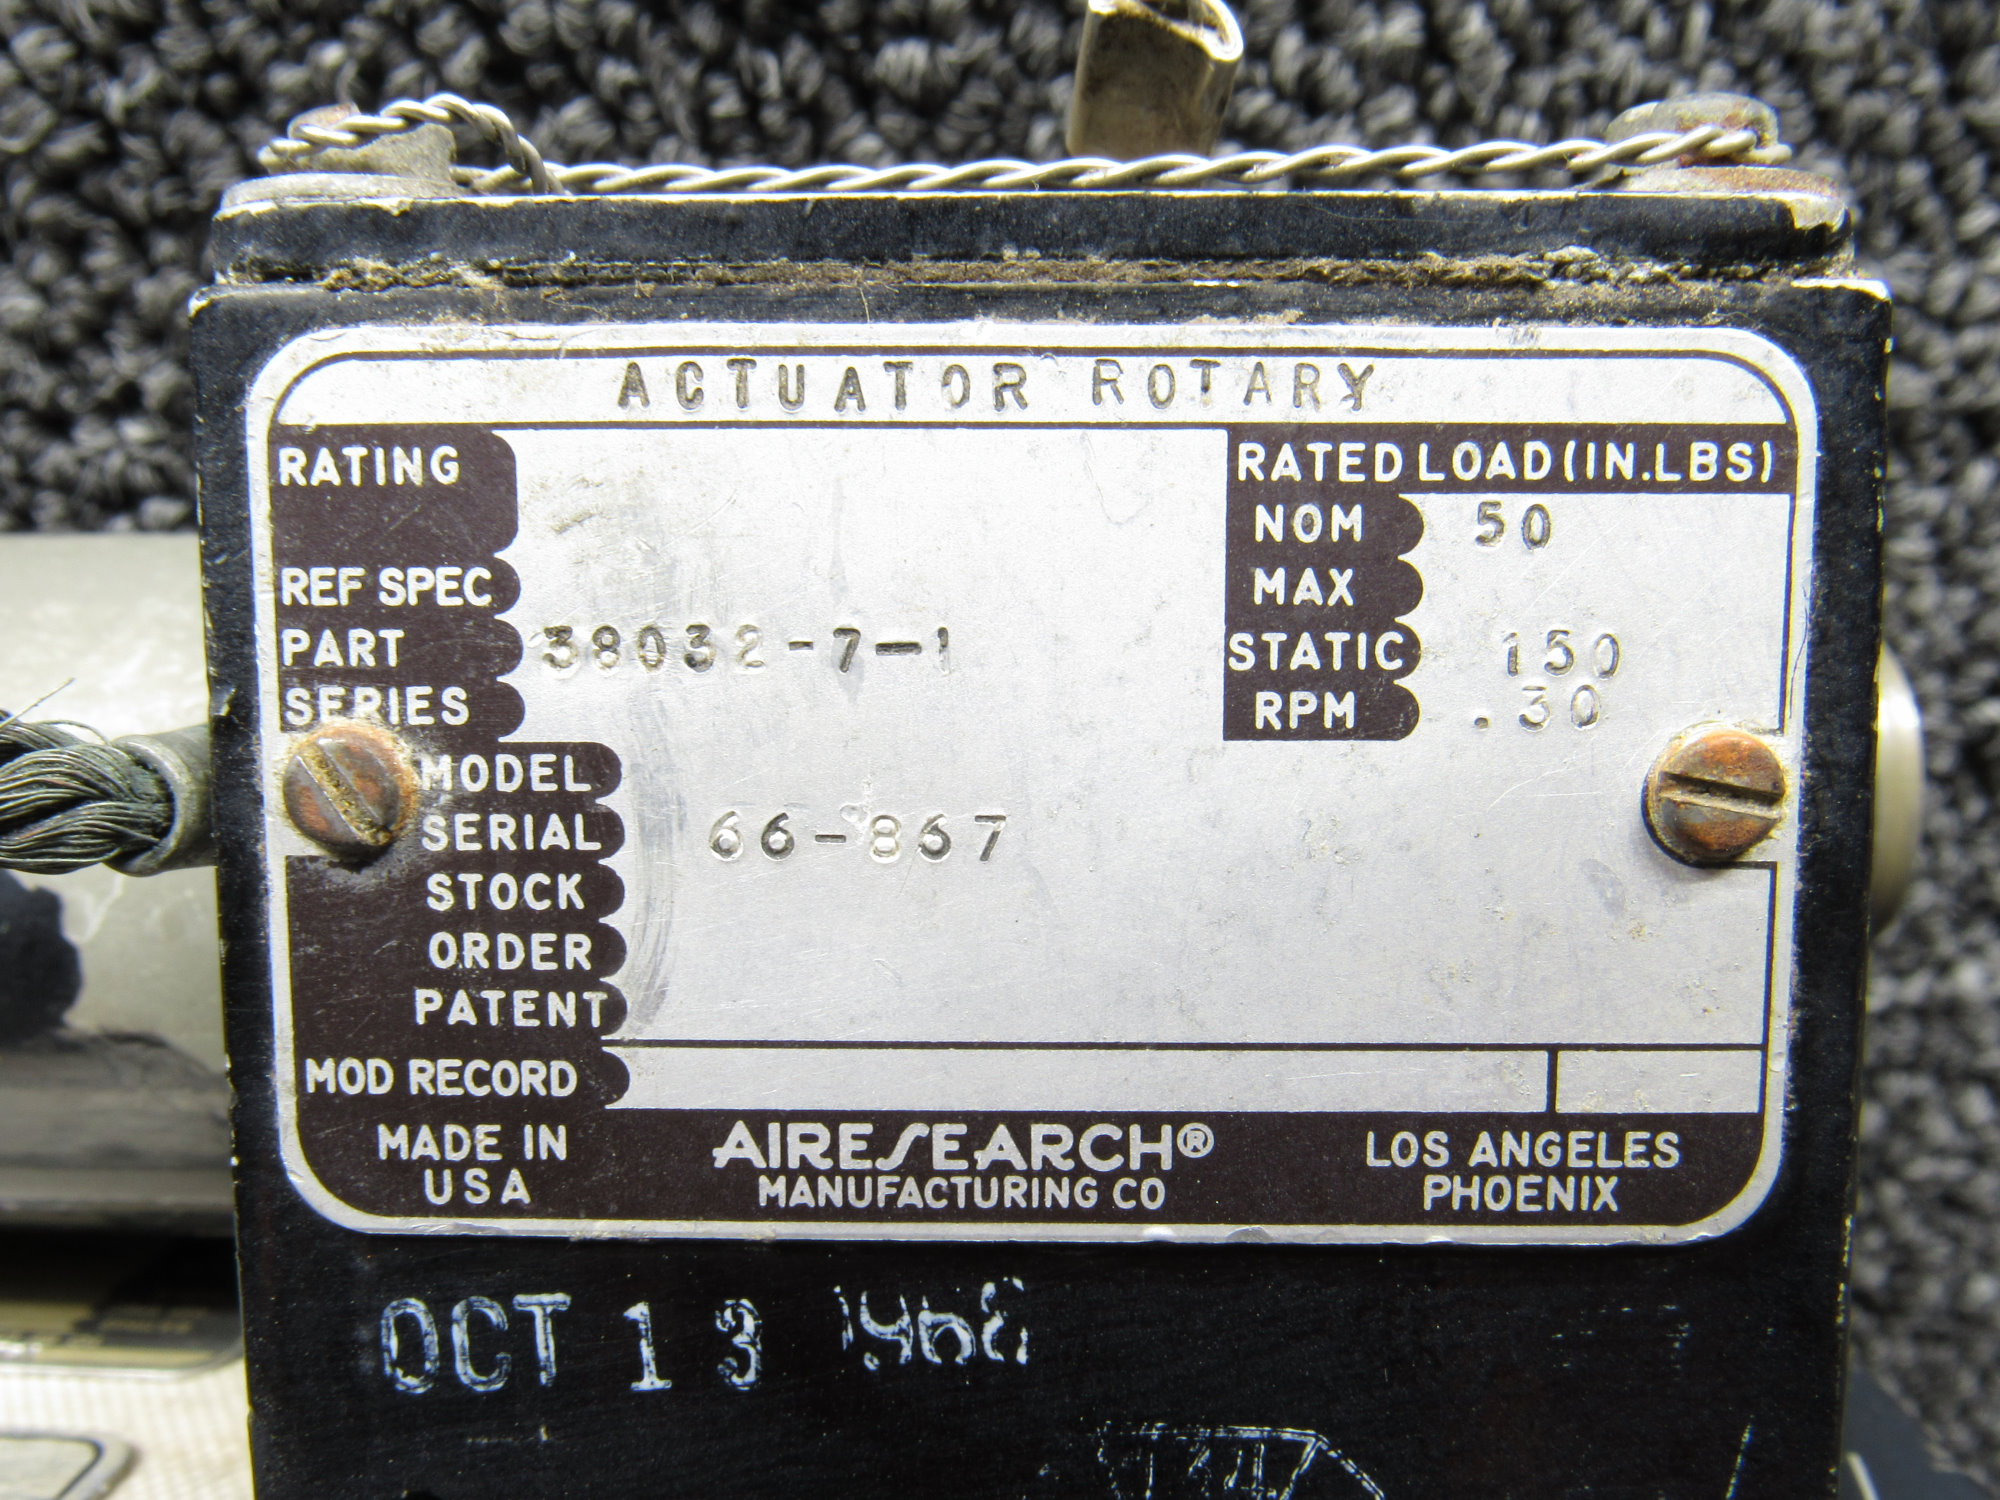 ACTUATOR ROTARY
RATING
RATED LOAD (IN.LBS)
NOM 50
REF SPEC
MAX
PART 38032-7-1
STATIC 150
SERIES
RPM .30
MODEL
SERIAL 66-867
STOCK
ORDER
PATENT
MOD RECORD
MADE IN
USA
AIRESEARCH®
MANUFACTURING CO
LOS ANGELES
PHOENIX
OCT 13 1968